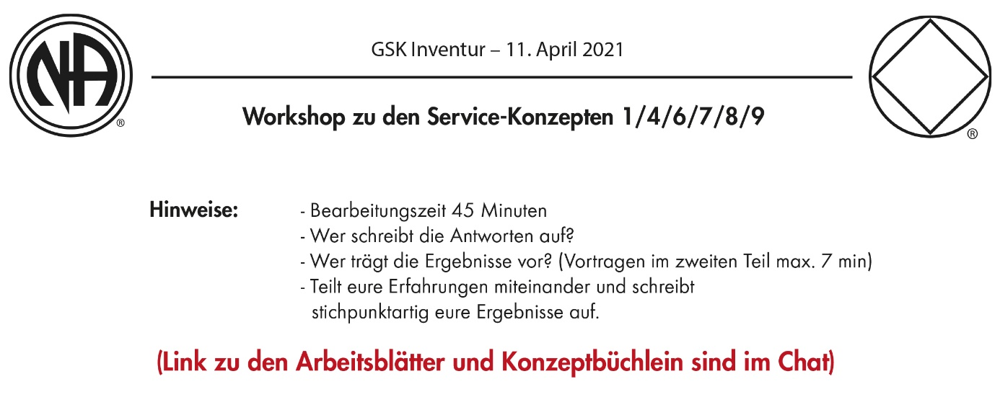 NA
®
GSK Inventur – 11. April 2021
®
Workshop zu den Service-Konzepten 1/4/6/7/8/9
Hinweise:
- Bearbeitungszeit 45 Minuten
- Wer schreibt die Antworten auf?
- Wer trägt die Ergebnisse vor? (Vortragen im zweiten Teil max. 7 min)
- Teilt eure Erfahrungen miteinander und schreibt
stichpunktartig eure Ergebnisse auf.
(Link zu den Arbeitsblätter und Konzeptbüchlein sind im Chat)